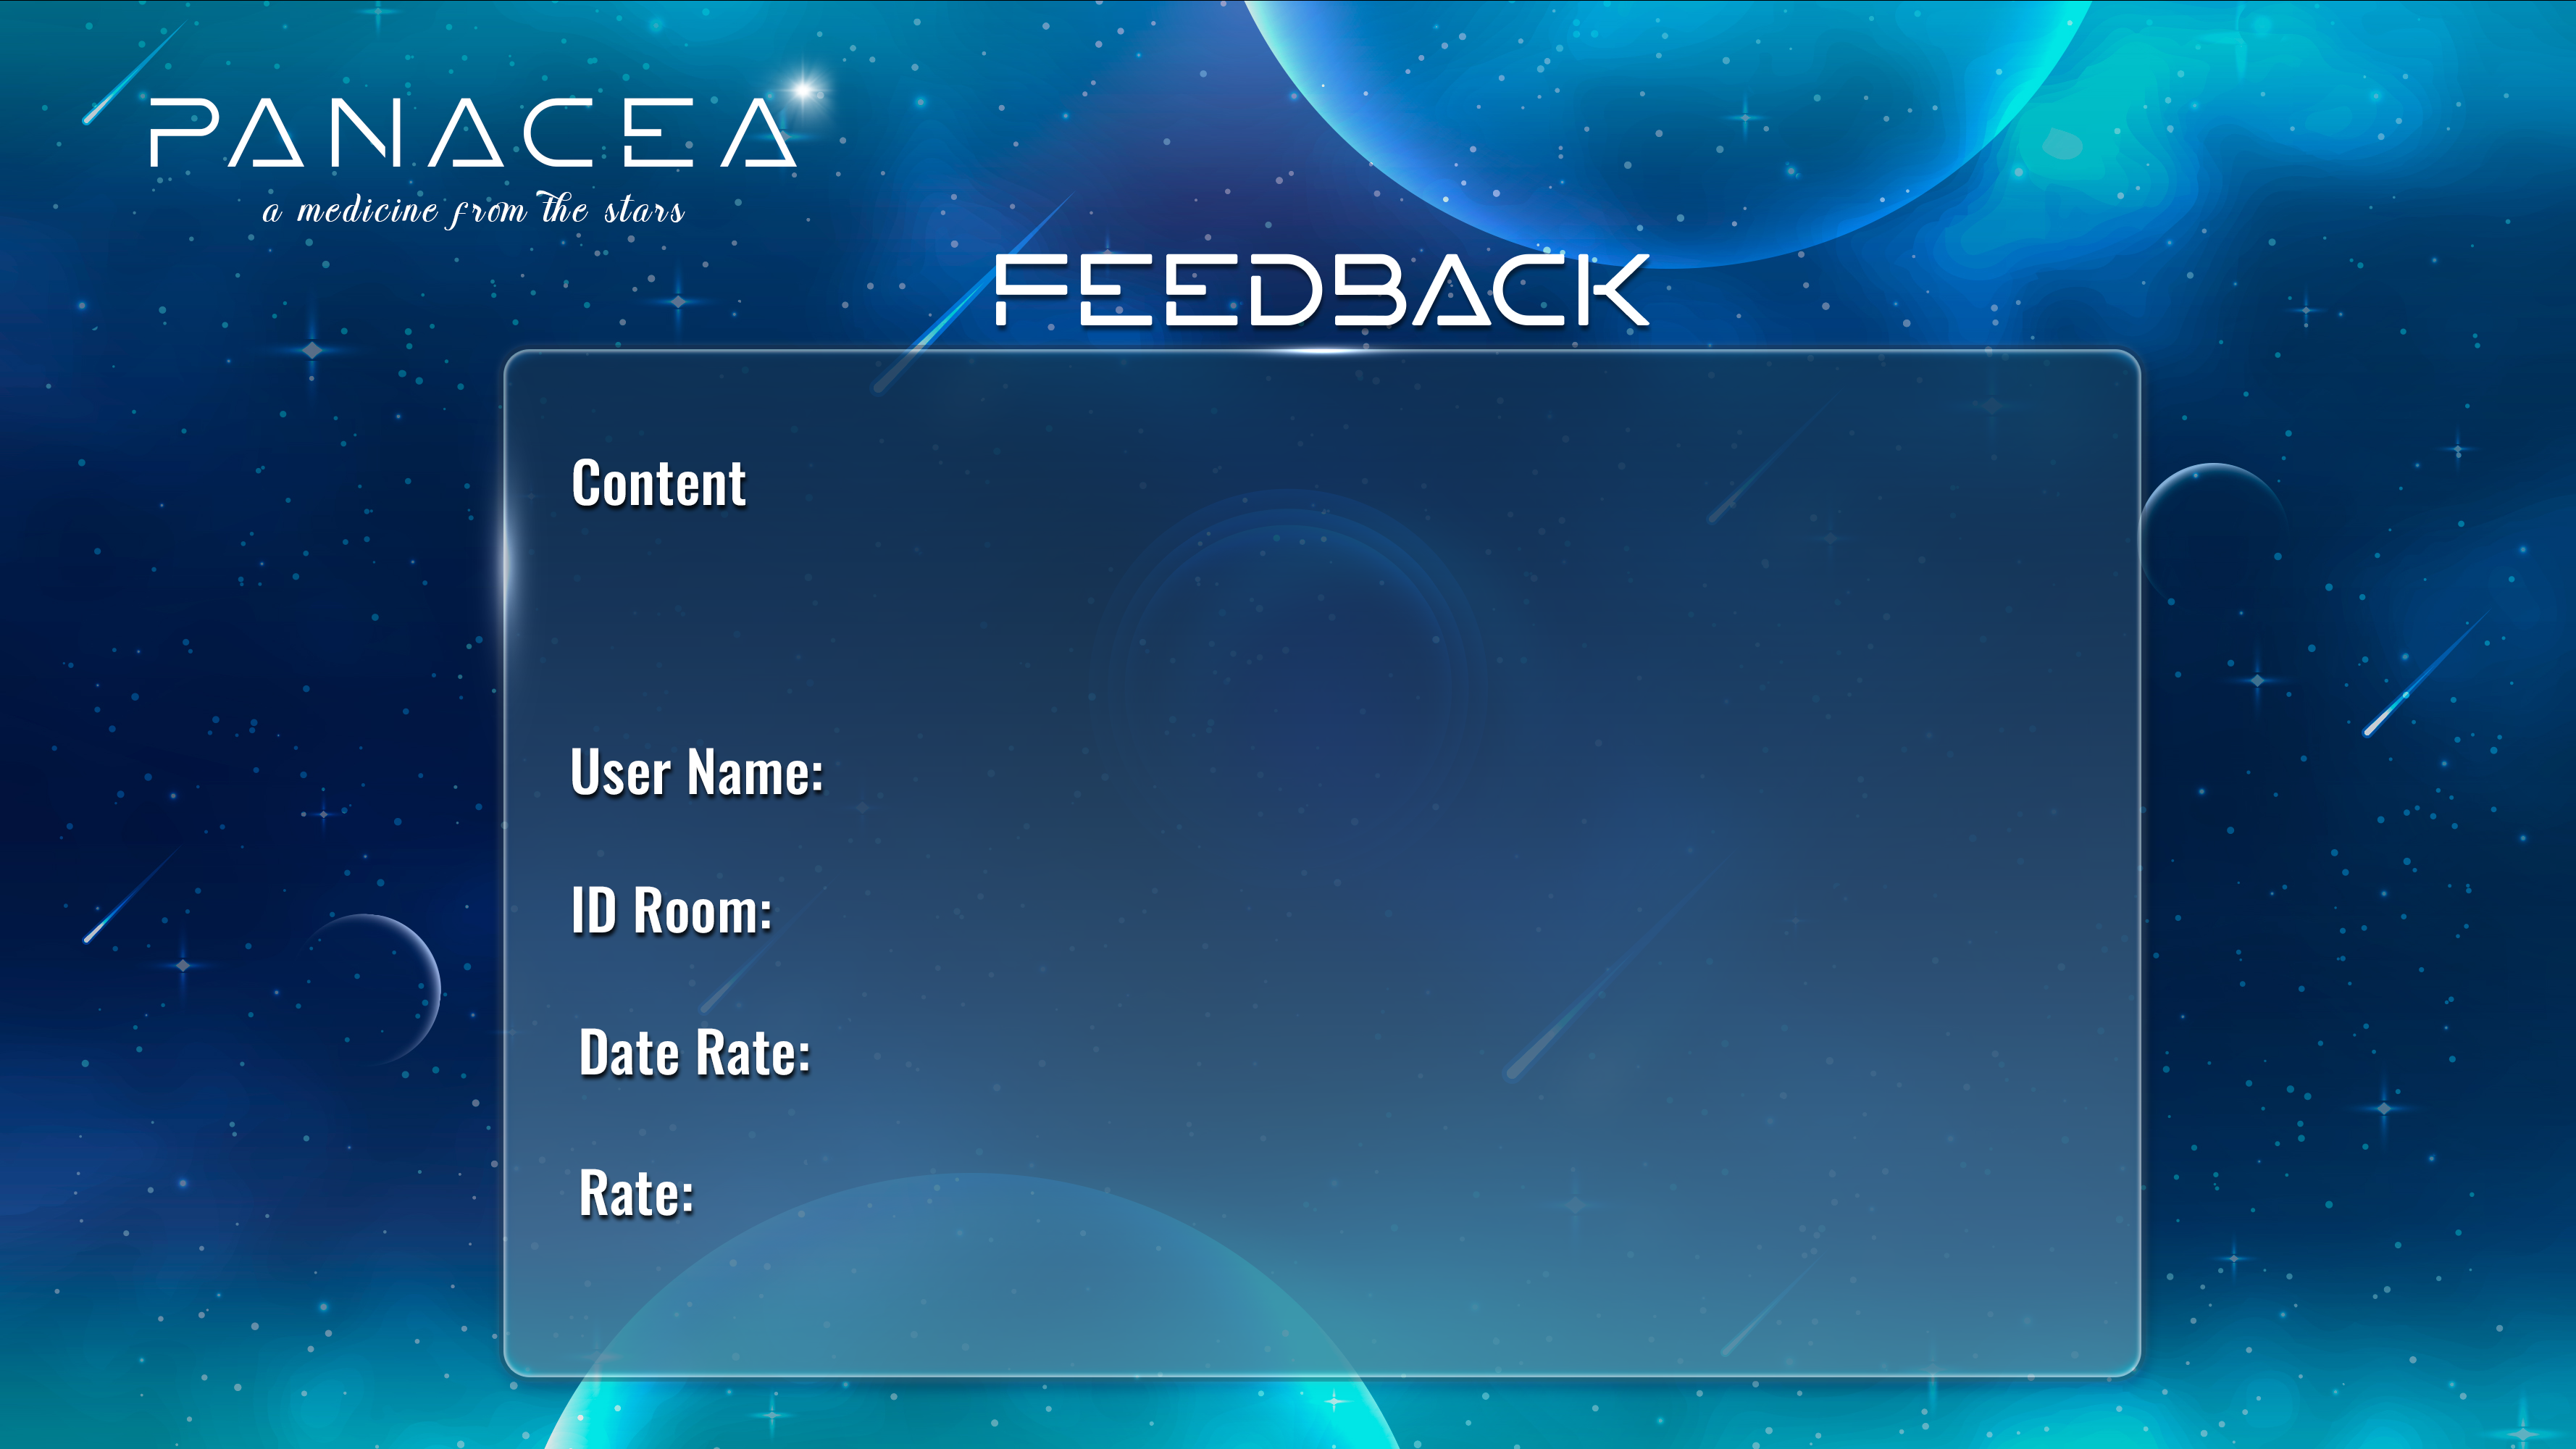 PANACEA
a medicine from the stars
FEEDBACK
Content
User Name:
ID Room:
Date Rate:
Rate: